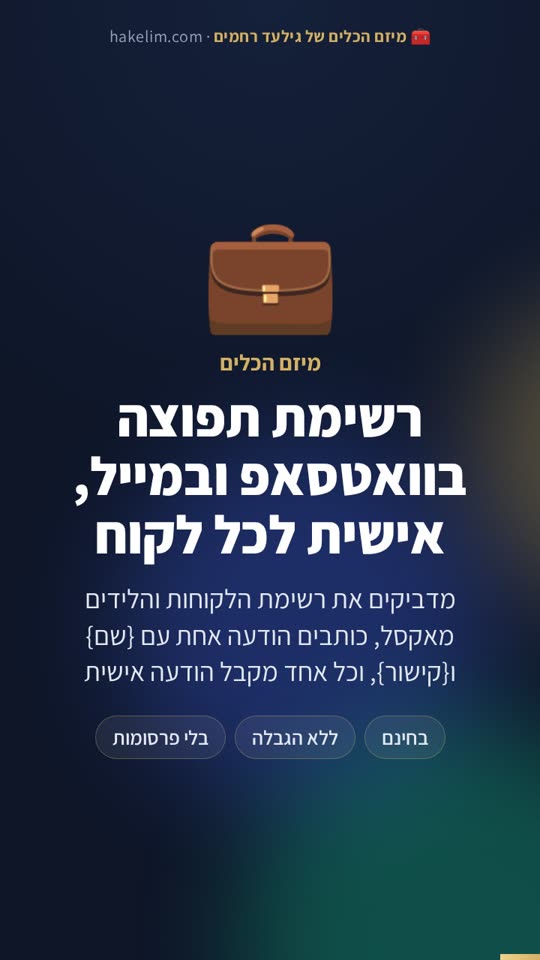 🧰 מיזם הכלים של גילעד רחמים · hakelim.com
מיזם הכלים
רשימת תפוצה
בוואטסאפ ובמייל,
אישית לכל לקוח
מדביקים את רשימת הלקוחות והלידים
מאקסל, כותבים הודעה אחת עם {שם}
ו{קישור}, וכל אחד מקבל הודעה אישית
בחינם
ללא הגבלה
בלי פרסומות